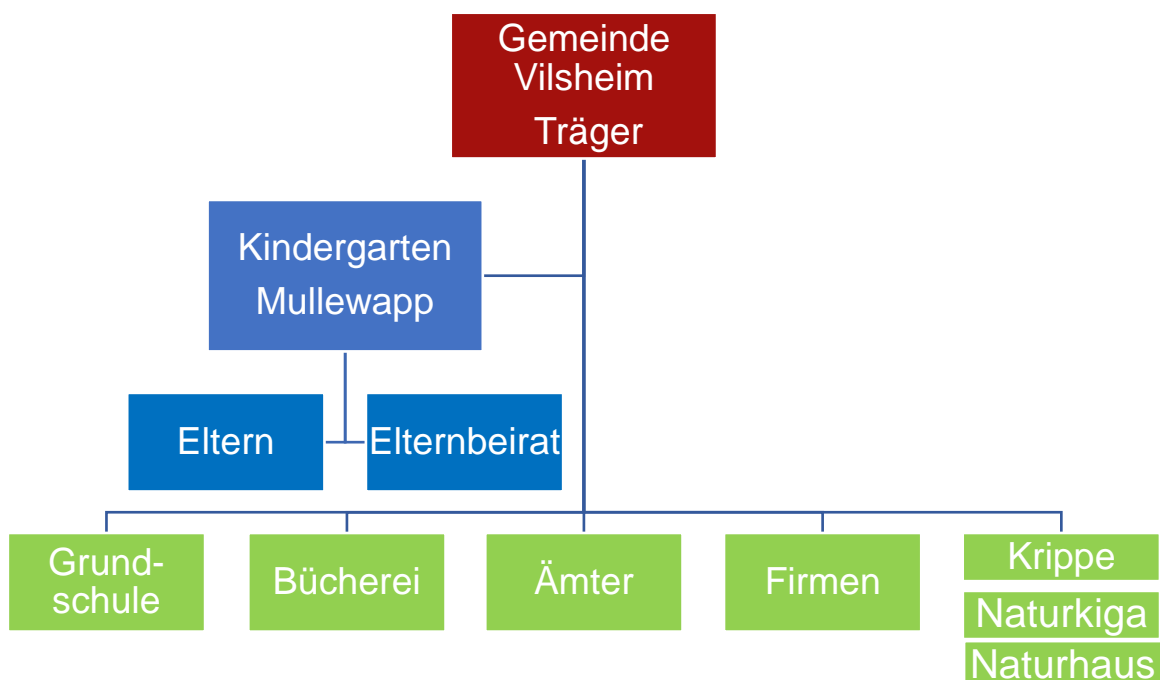 Gemeinde
Vilsheim
Träger
Kindergarten
Mullewapp
Eltern
Elternbeirat
Grund-
schule
Bücherei
Ämter
Firmen
Krippe
Naturkiga
Naturhaus